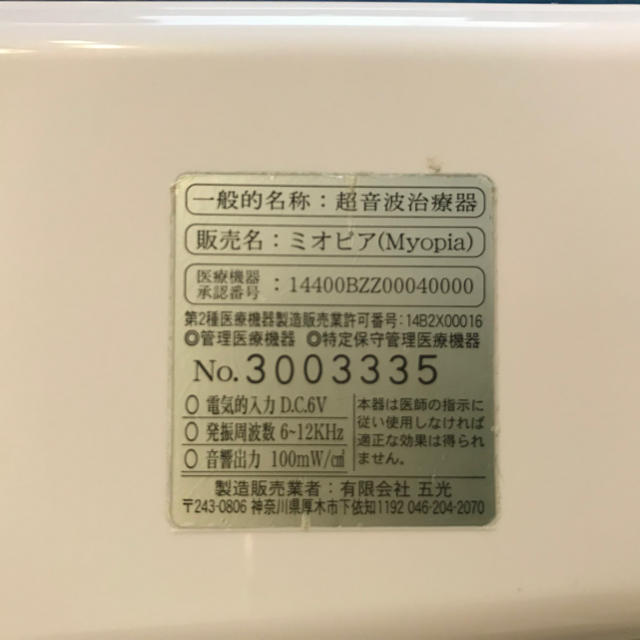 一般的名称：超音波治療器
販売名：ミオピア(Myopia)
医療機器
承認番号：14400BZZ00040000
第2種医療機器製造販売業許可番号：14B2X00016
◎管理医療機器 ◎特定保守管理医療機器
No.3003335
○ 電気的入力 D.C.6V
○ 発振周波数 6~12KHz
○ 音響出力 100mW/㎠
本器は医師の指示に
従い使用しなければ
適正な効果は得られ
ません。
製造販売業者：有限会社 五光
〒243-0806 神奈川県厚木市下依知1192 046-204-2070